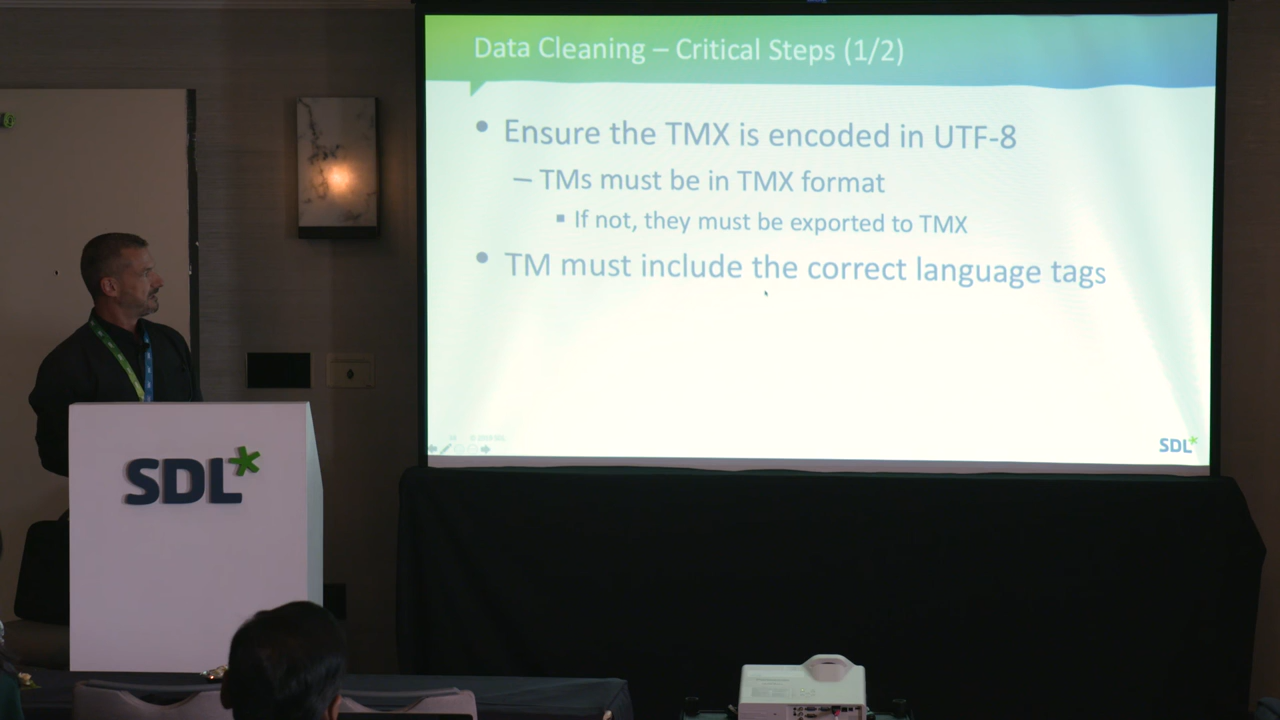 Data Cleaning – Critical Steps (1/2)
• Ensure the TMX is encoded in UTF-8
– TMs must be in TMX format
▪ If not, they must be exported to TMX
• TM must include the correct language tags
SDL*
SDL*